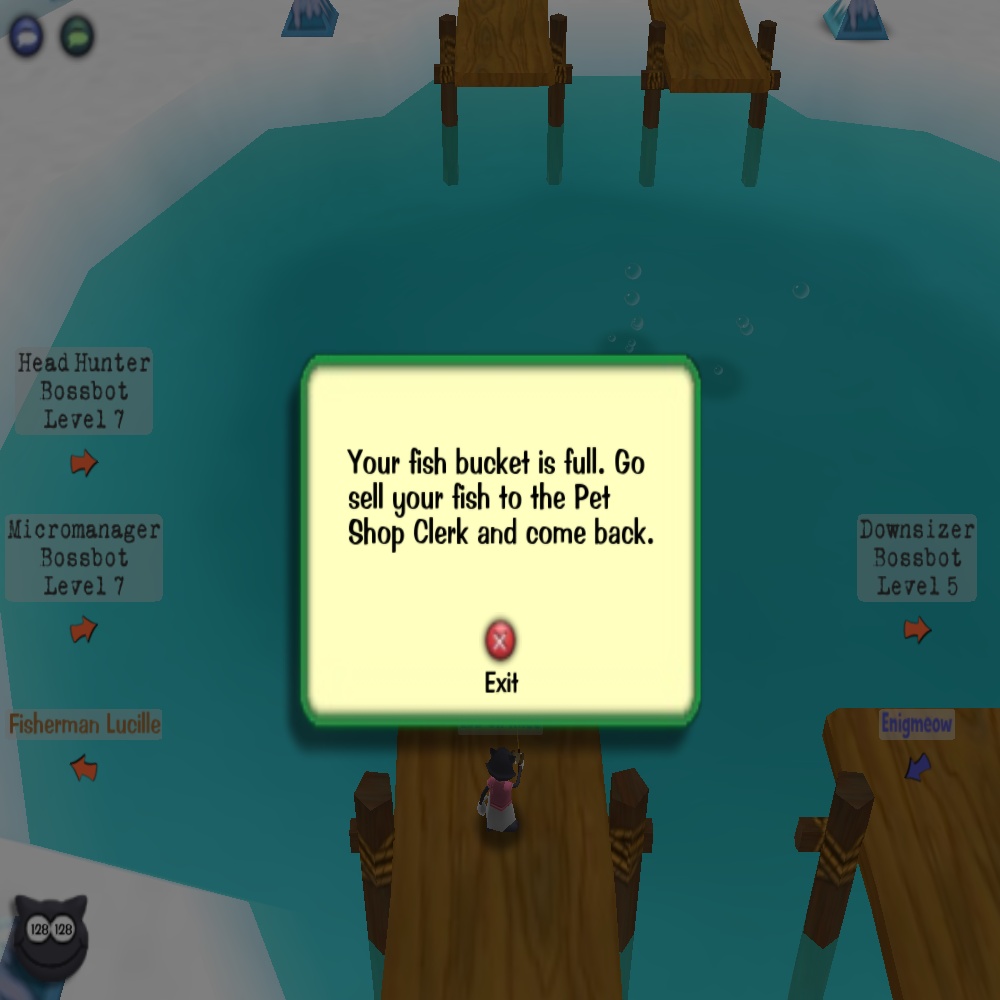 Head Hunter
Bossbot
Level 7
Your fish bucket is full. Go
sell your fish to the Pet
Shop Clerk and come back.
Micromanager
Bossbot
Level 7
Downsizer
Bossbot
Level 5
Exit
Fisherman Lucille
Enigmeow
128 128